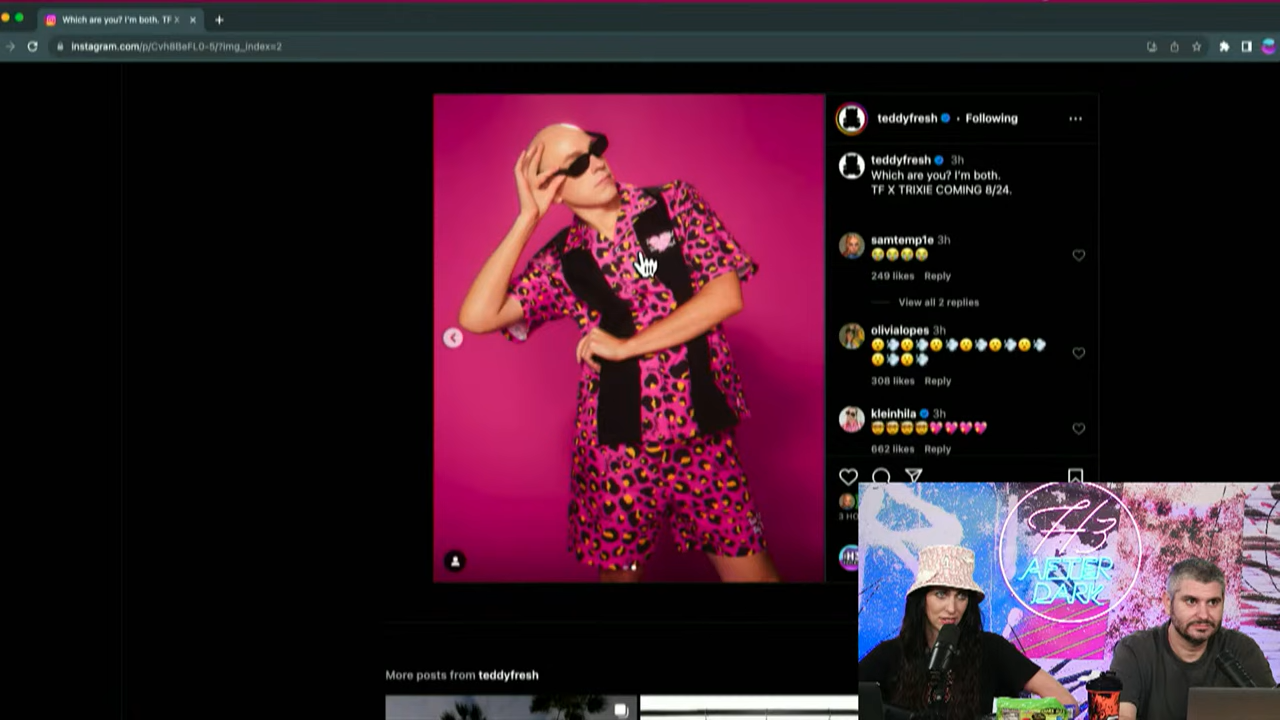 Which are you? I'm both. TF X
instagram.com/p/Cvh8BeFL0-5/?img_index=2
teddyfresh • Following
teddyfresh 3h
Which are you? I'm both.
TF X TRIXIE COMING 8/24.
samtemp1e 3h
😭😭😭😭
249 likes Reply
View all 2 replies
olivialopes 3h
😮💨😮💨😮💨😮💨😮💨😮💨
😮💨😮💨
308 likes Reply
kleinhila 3h
🤯🤯🤯🤯💖💖💖💖
662 likes Reply
3 HO
H3
AFTER
DARK
More posts from teddyfresh